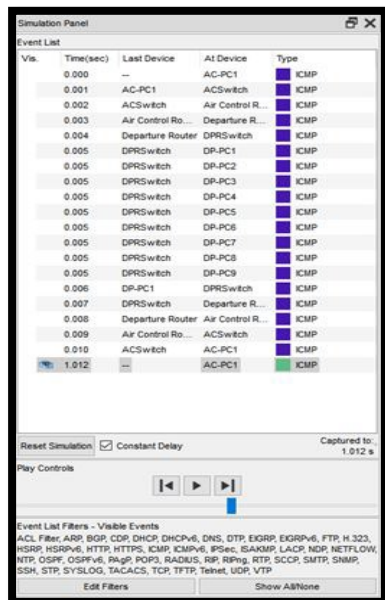 Simulation Panel
Event List
Vis. Time(sec) Last Device At Device Type
0.000 -- AC-PC1 ICMP
0.001 AC-PC1 ACSwitch ICMP
0.002 ACSwitch Air Control R... ICMP
0.003 Air Control Ro... Departure R... ICMP
0.004 Departure Router DPRSwitch ICMP
0.005 DPRSwitch DP-PC1 ICMP
0.005 DPRSwitch DP-PC2 ICMP
0.005 DPRSwitch DP-PC3 ICMP
0.005 DPRSwitch DP-PC4 ICMP
0.005 DPRSwitch DP-PC5 ICMP
0.005 DPRSwitch DP-PC6 ICMP
0.005 DPRSwitch DP-PC7 ICMP
0.005 DPRSwitch DP-PC8 ICMP
0.005 DPRSwitch DP-PC9 ICMP
0.006 DP-PC1 DPRSwitch ICMP
0.007 DPRSwitch Departure R... ICMP
0.008 Departure Router Air Control R... ICMP
0.009 Air Control Ro... ACSwitch ICMP
0.010 ACSwitch AC-PC1 ICMP
1.012 -- AC-PC1 ICMP
Reset Simulation Constant Delay Captured to:
1.012 s
Play Controls
Event List Filters - Visible Events
ACL Filter, ARP, BGP, CDP, DHCP, DHCPv6, DNS, DTP, EIGRP, EIGRPv6, FTP, H.323,
HSRP, HSRPv6, HTTP, HTTPS, ICMP, ICMPv6, IPSec, ISAKMP, LACP, NDP, NETFLOW,
NTP, OSPF, OSPFv6, PAgP, POP3, RADIUS, RIP, RIPng, RTP, SCCP, SMTP, SNMP,
SSH, STP, SYSLOG, TACACS, TCP, TFTP, Telnet, UDP, VTP
Edit Filters Show All/None